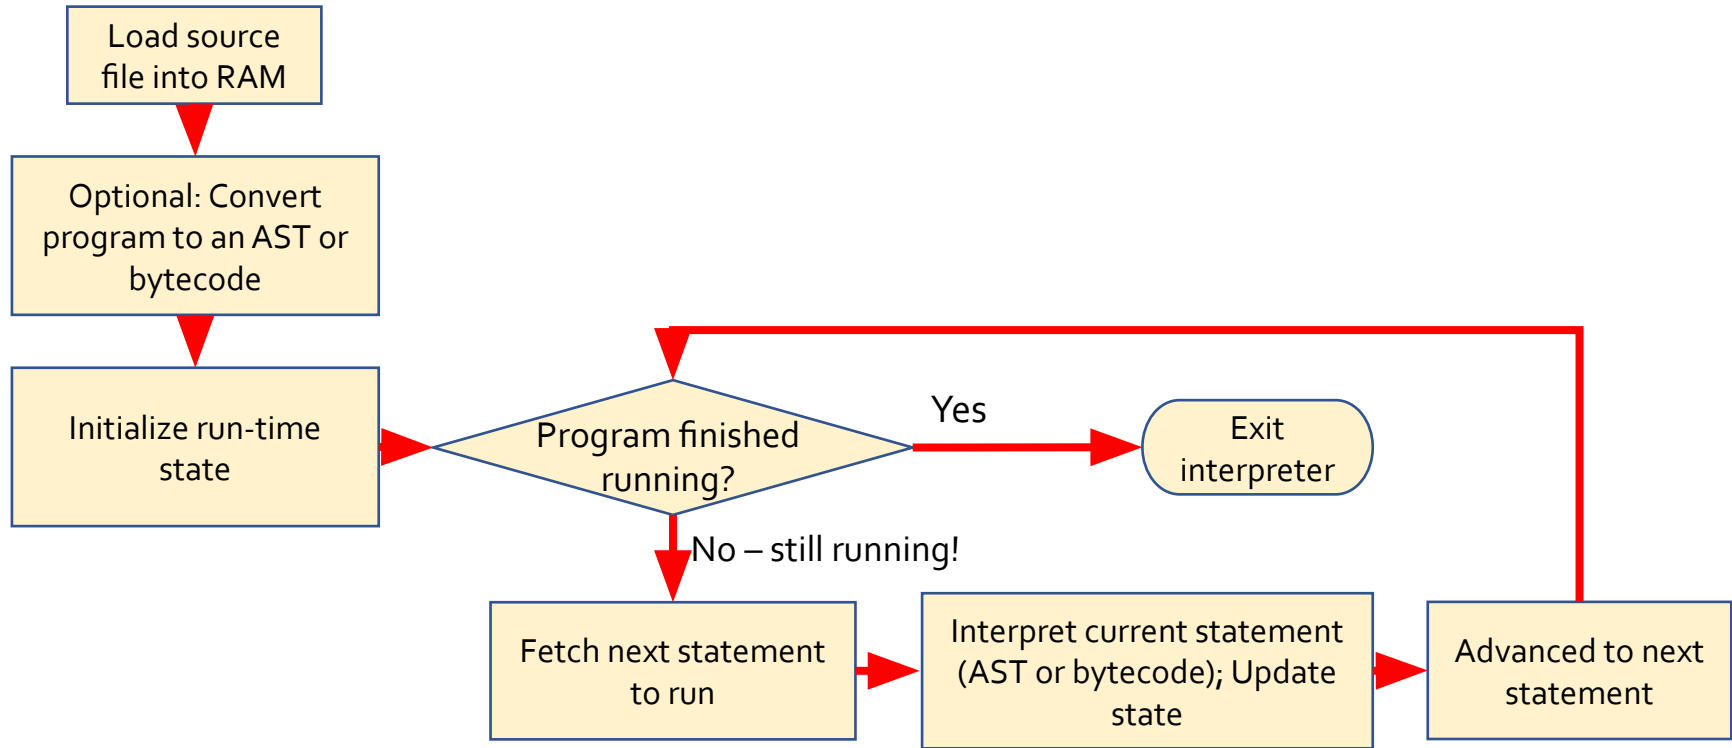 Load source
file into RAM
Optional: Convert
program to an AST or
bytecode
Initialize run-time
state
Program finished
running?
Yes
Exit
interpreter
No – still running!
Fetch next statement
to run
Interpret current statement
(AST or bytecode); Update
state
Advanced to next
statement